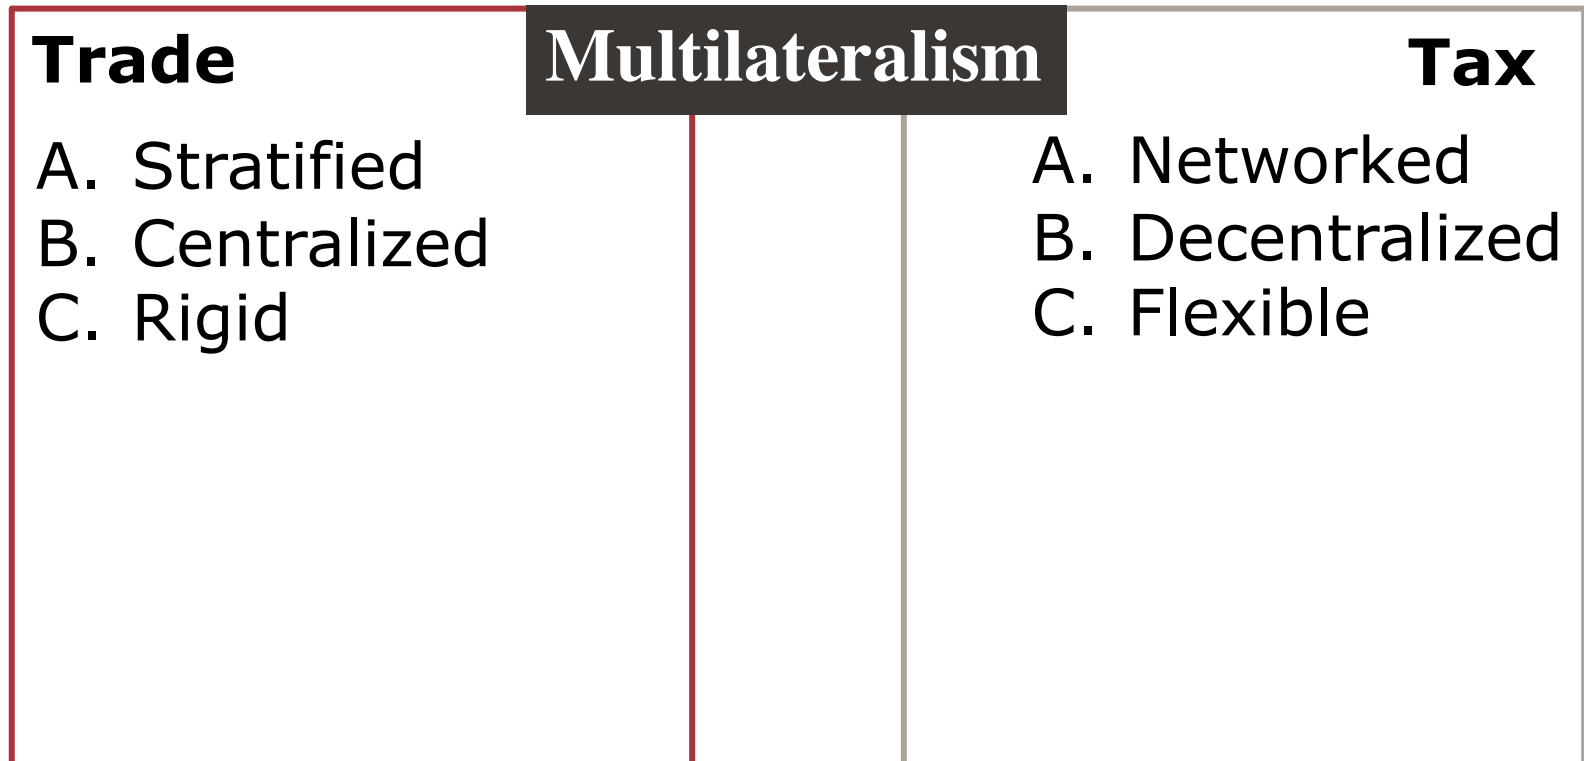 Multilateralism
Trade
A. Stratified
B. Centralized
C. Rigid
Tax
A. Networked
B. Decentralized
C. Flexible